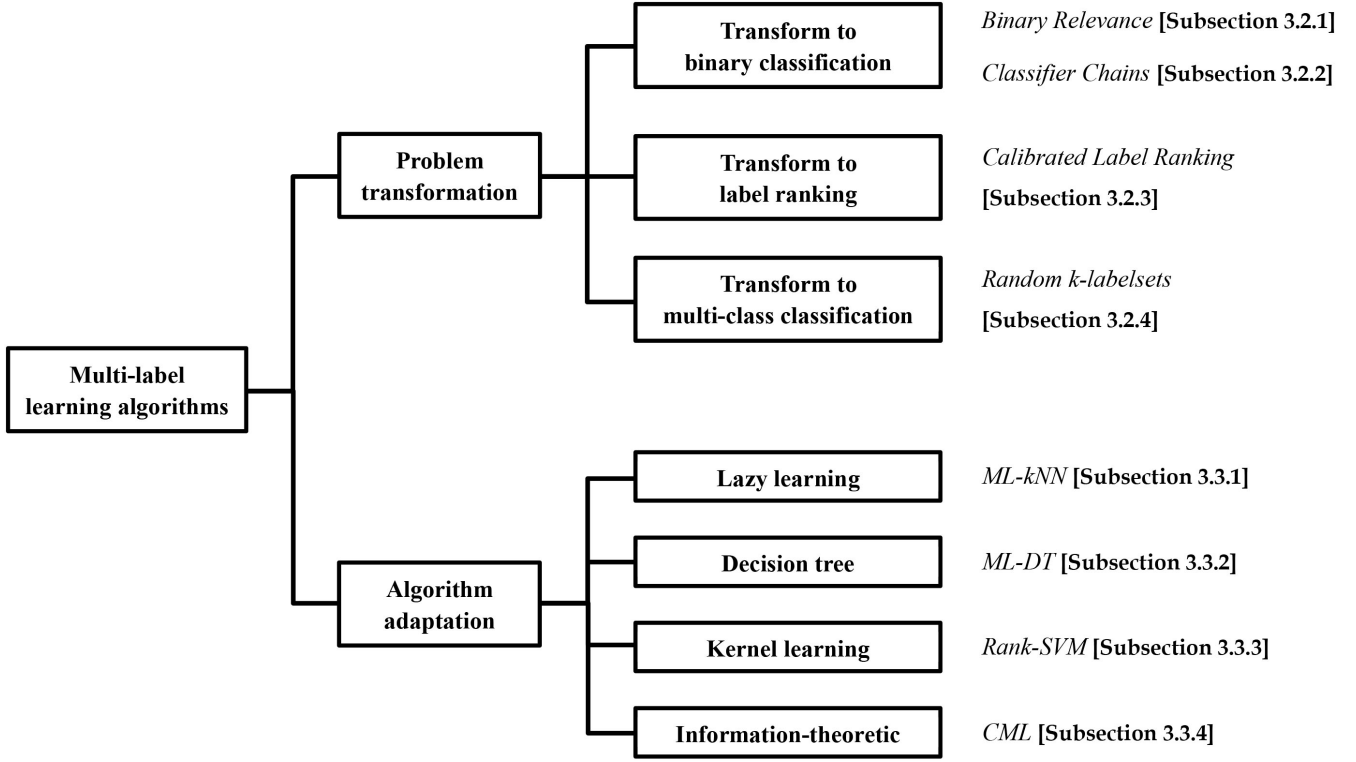 Multi-label
learning algorithms
Problem
transformation
Transform to
binary classification
Binary Relevance [Subsection 3.2.1]
Classifier Chains [Subsection 3.2.2]
Transform to
label ranking
Calibrated Label Ranking
[Subsection 3.2.3]
Transform to
multi-class classification
Random k-labelsets
[Subsection 3.2.4]
Algorithm
adaptation
Lazy learning
ML-kNN [Subsection 3.3.1]
Decision tree
ML-DT [Subsection 3.3.2]
Kernel learning
Rank-SVM [Subsection 3.3.3]
Information-theoretic
CML [Subsection 3.3.4]